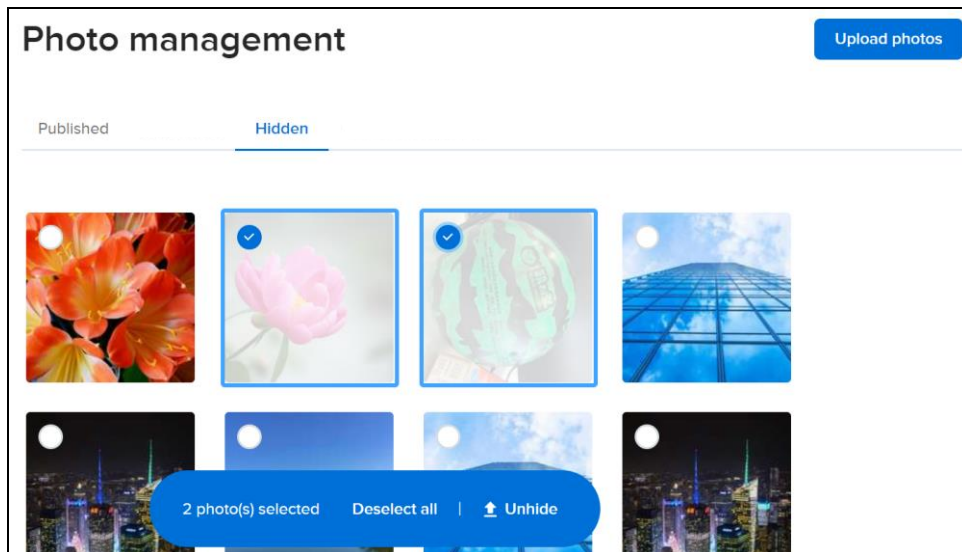 Photo management
Upload photos
Published
Hidden
2 photo(s) selected Deselect all | Unhide